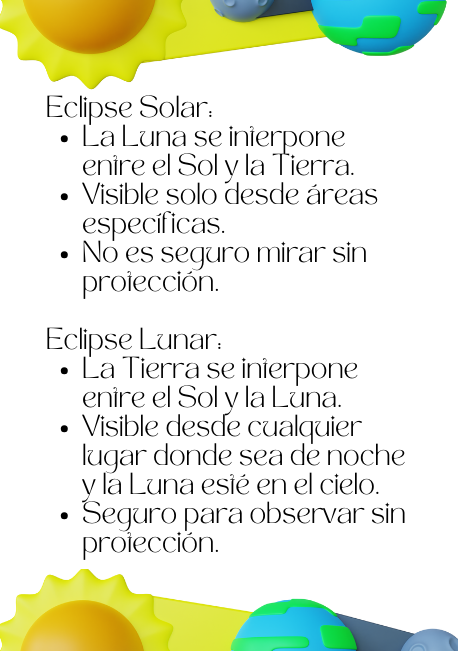 Eclipse Solar:
• La Luna se interpone
entre el Sol y la Tierra.
• Visible solo desde áreas
específicas.
• No es seguro mirar sin
protección.
Eclipse Lunar:
• La Tierra se interpone
entre el Sol y la Luna.
• Visible desde cualquier
lugar donde sea de noche
y la Luna esté en el cielo.
• Seguro para observar sin
protección.